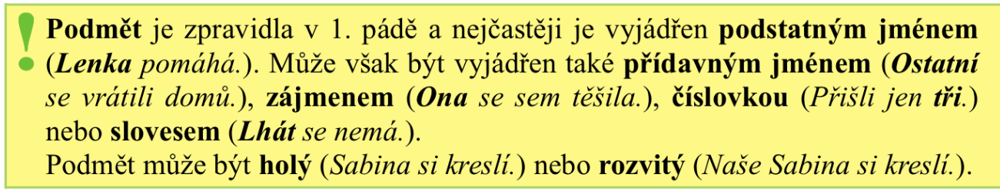 Podmět je zpravidla v 1. pádě a nejčastěji je vyjádřen podstatným jménem
(Lenka pomáhá.). Může však být vyjádřen také přídavným jménem (Ostatní
se vrátili domů.), zájmenem (Ona se sem těšila.), číslovkou (Přišli jen tři.)
nebo slovesem (Lhát se nemá.).
Podmět může být holý (Sabina si kreslí.) nebo rozvitý (Naše Sabina si kreslí.).